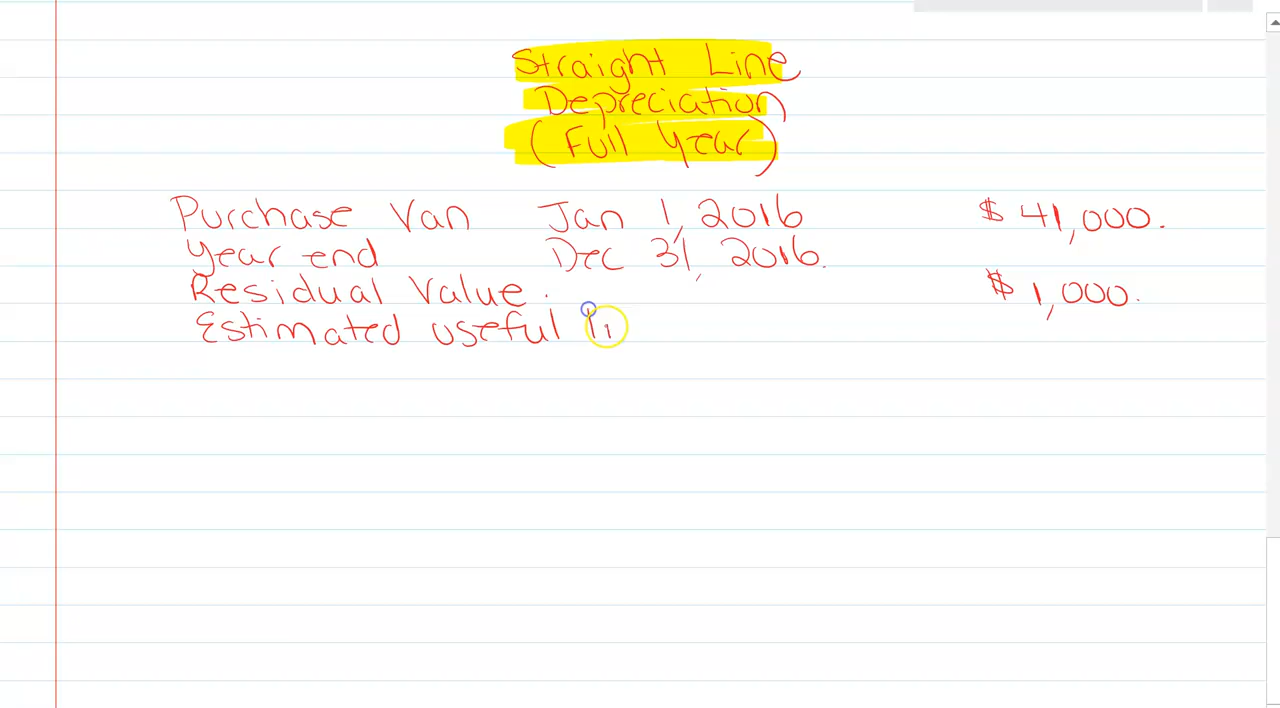 Straight Line
Depreciation
(Full Year)
Purchase Van Jan 1, 2016 $ 41,000.
Year end Dec 31, 2016.
Residual Value. $ 1,000.
Estimated useful li